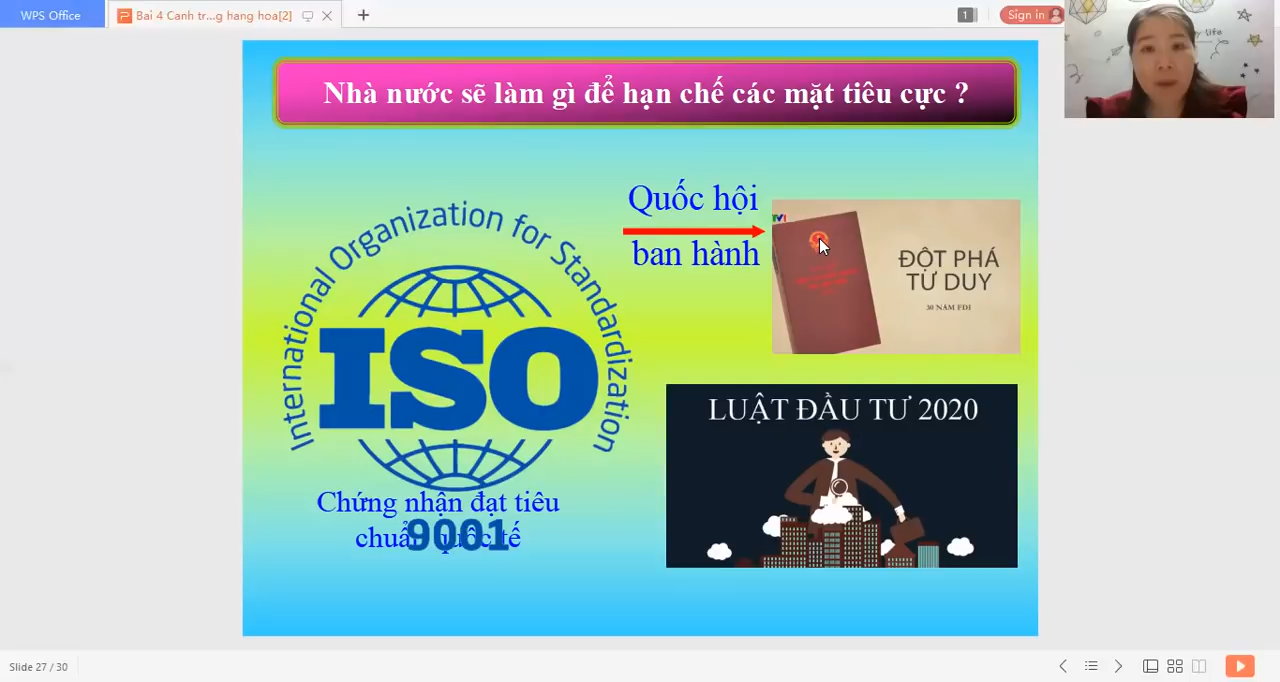 WPS Office
Bai 4 Canh tr...g hang hoa[2]
1
Sign in
Nhà nước sẽ làm gì để hạn chế các mặt tiêu cực ?
International Organization for Standardization
ISO
9001
Chứng nhận đạt tiêu
chuẩn quốc tế
Quốc hội
ban hành
ĐỘT PHÁ
TƯ DUY
30 NĂM FDI
LUẬT ĐẦU TƯ 2020
Slide 27 / 30